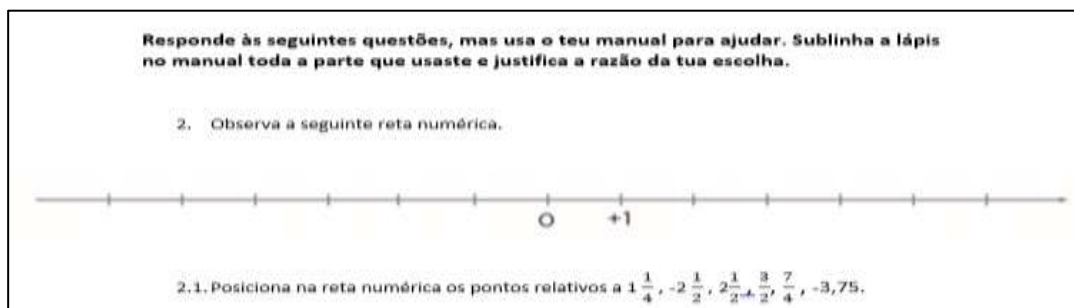 Responde às seguintes questões, mas usa o teu manual para ajudar. Sublinha a lápis
no manual toda a parte que usaste e justifica a razão da tua escolha.
2. Observa a seguinte reta numérica.
0 +1
2.1. Posiciona na reta numérica os pontos relativos a 1 1/4 , -2 1/2 , 2 1/2 , 3/2, 7/4 , -3,75.